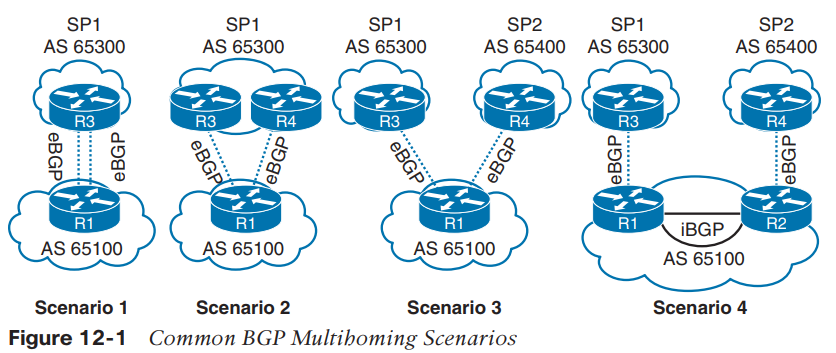 SP1
AS 65300
R3
eBGP
eBGP
R1
AS 65100
Scenario 1
SP1
AS 65300
R3
R4
eBGP
eBGP
R1
AS 65100
Scenario 2
SP1
AS 65300
SP2
AS 65400
R3
R4
eBGP
eBGP
R1
AS 65100
Scenario 3
SP1
AS 65300
SP2
AS 65400
R3
R4
eBGP
eBGP
R1
R2
iBGP
AS 65100
Scenario 4
Figure 12-1 Common BGP Multihoming Scenarios